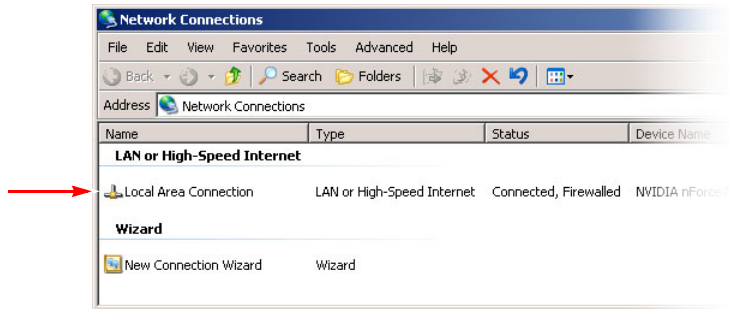 Network Connections
File Edit View Favorites Tools Advanced Help
Back Search Folders
Address Network Connections
Name Type Status Device Name
LAN or High-Speed Internet
Local Area Connection LAN or High-Speed Internet Connected, Firewalled NVIDIA nForce
Wizard
New Connection Wizard Wizard